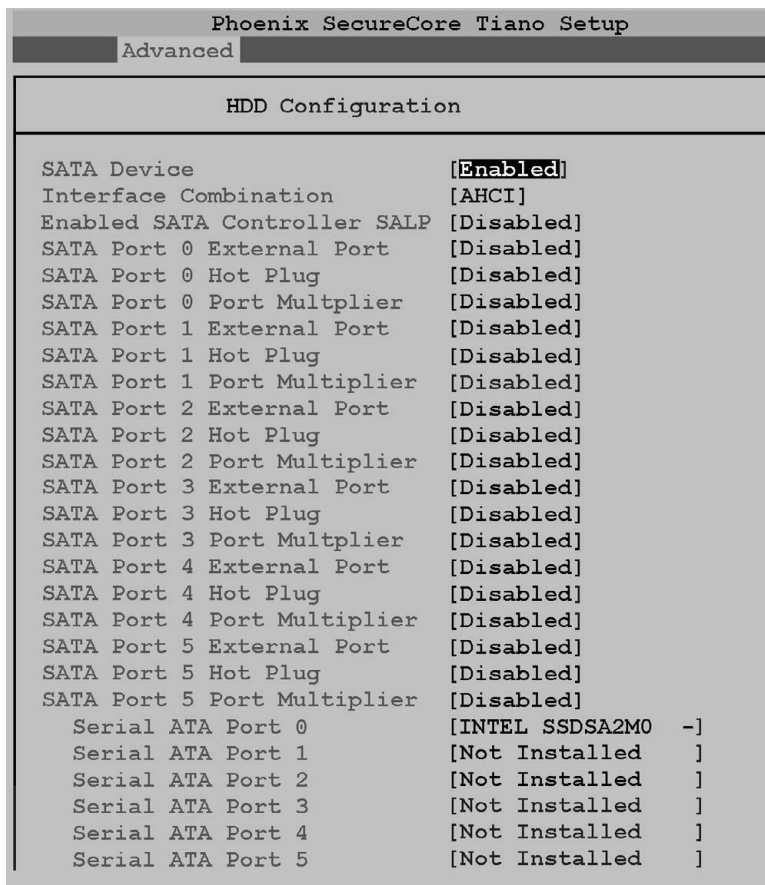 Phoenix SecureCore Tiano Setup
Advanced
HDD Configuration
SATA Device [Enabled]
Interface Combination [AHCI]
Enabled SATA Controller SALP [Disabled]
SATA Port 0 External Port [Disabled]
SATA Port 0 Hot Plug [Disabled]
SATA Port 0 Port Multplier [Disabled]
SATA Port 1 External Port [Disabled]
SATA Port 1 Hot Plug [Disabled]
SATA Port 1 Port Multiplier [Disabled]
SATA Port 2 External Port [Disabled]
SATA Port 2 Hot Plug [Disabled]
SATA Port 2 Port Multiplier [Disabled]
SATA Port 3 External Port [Disabled]
SATA Port 3 Hot Plug [Disabled]
SATA Port 3 Port Multplier [Disabled]
SATA Port 4 External Port [Disabled]
SATA Port 4 Hot Plug [Disabled]
SATA Port 4 Port Multiplier [Disabled]
SATA Port 5 External Port [Disabled]
SATA Port 5 Hot Plug [Disabled]
SATA Port 5 Port Multiplier [Disabled]
Serial ATA Port 0 [INTEL SSDSA2M0 -]
Serial ATA Port 1 [Not Installed ]
Serial ATA Port 2 [Not Installed ]
Serial ATA Port 3 [Not Installed ]
Serial ATA Port 4 [Not Installed ]
Serial ATA Port 5 [Not Installed ]